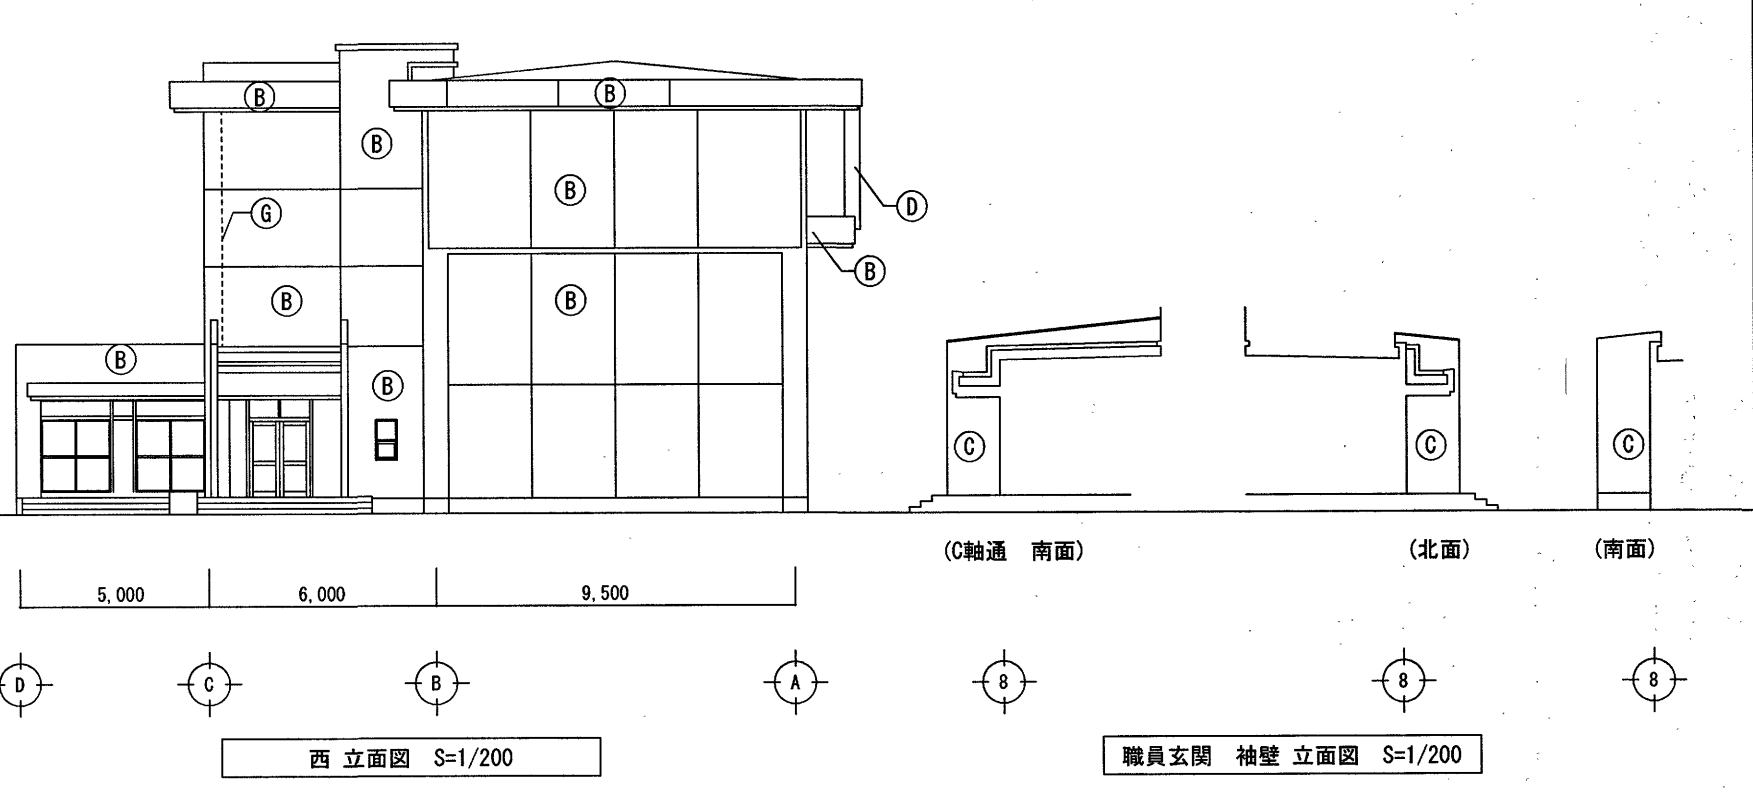 B
B
B
B
D
G
B
B
B
B
B
C
C
C
(C軸通 南面)
(北面)
(南面)
5,000
6,000
9,500
D
C
B
A
8
8
8
西 立面図 S=1/200
職員玄関 袖壁 立面図 S=1/200